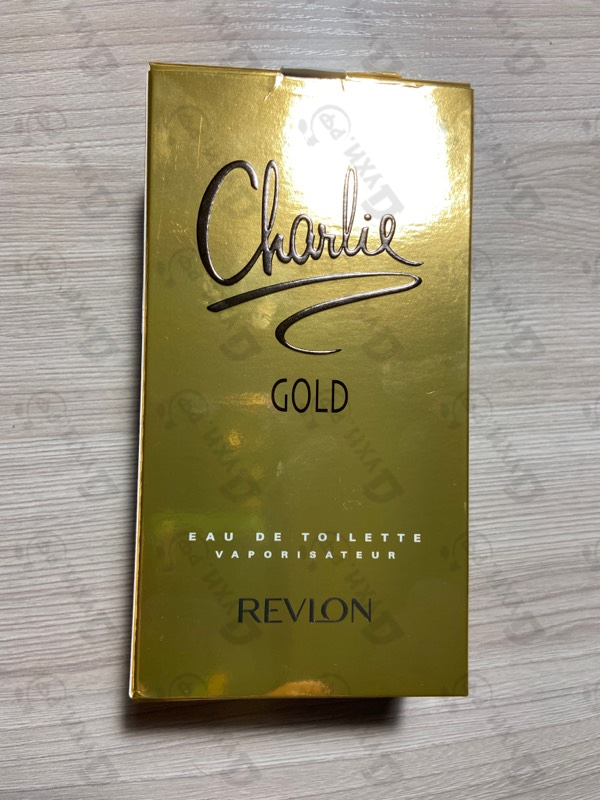 Charlie
GOLD
EAU DE TOILETTE
VAPORISATEUR
REVLON